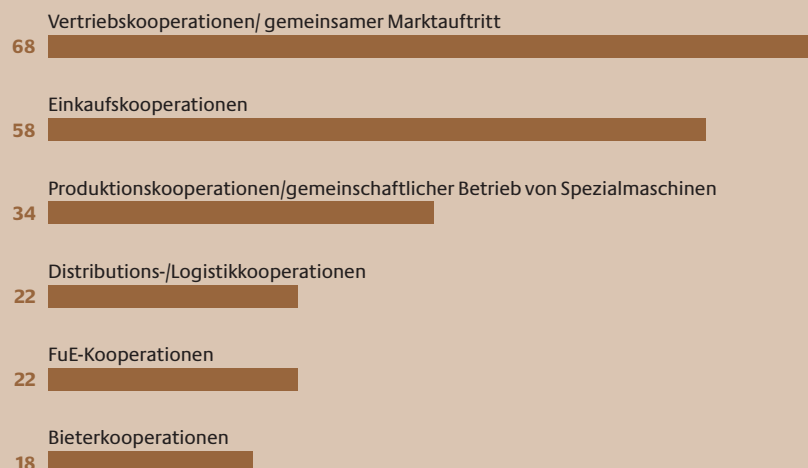 Vertriebskooperationen/ gemeinsamer Marktauftritt
68
Einkaufskooperationen
58
Produktionskooperationen/gemeinschaftlicher Betrieb von Spezialmaschinen
34
Distributions-/Logistikkooperationen
22
FuE-Kooperationen
22
Bieterkooperationen
18